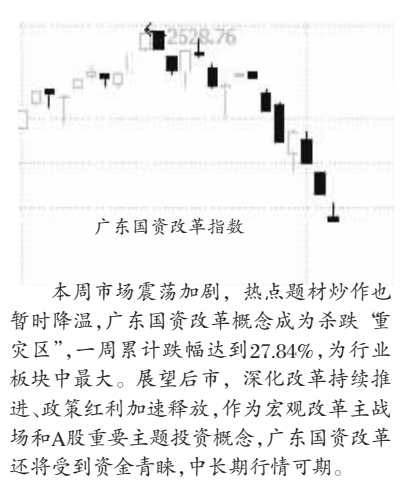 2528.76
广东国资改革指数
本周市场震荡加剧，热点题材炒作也
暂时降温,广东国资改革概念成为杀跌“重
灾区”,一周累计跌幅达到27.84%,为行业
板块中最大。展望后市，深化改革持续推
进、政策红利加速释放,作为宏观改革主战
场和A股重要主题投资概念,广东国资改革
还将受到资金青睐,中长期行情可期。